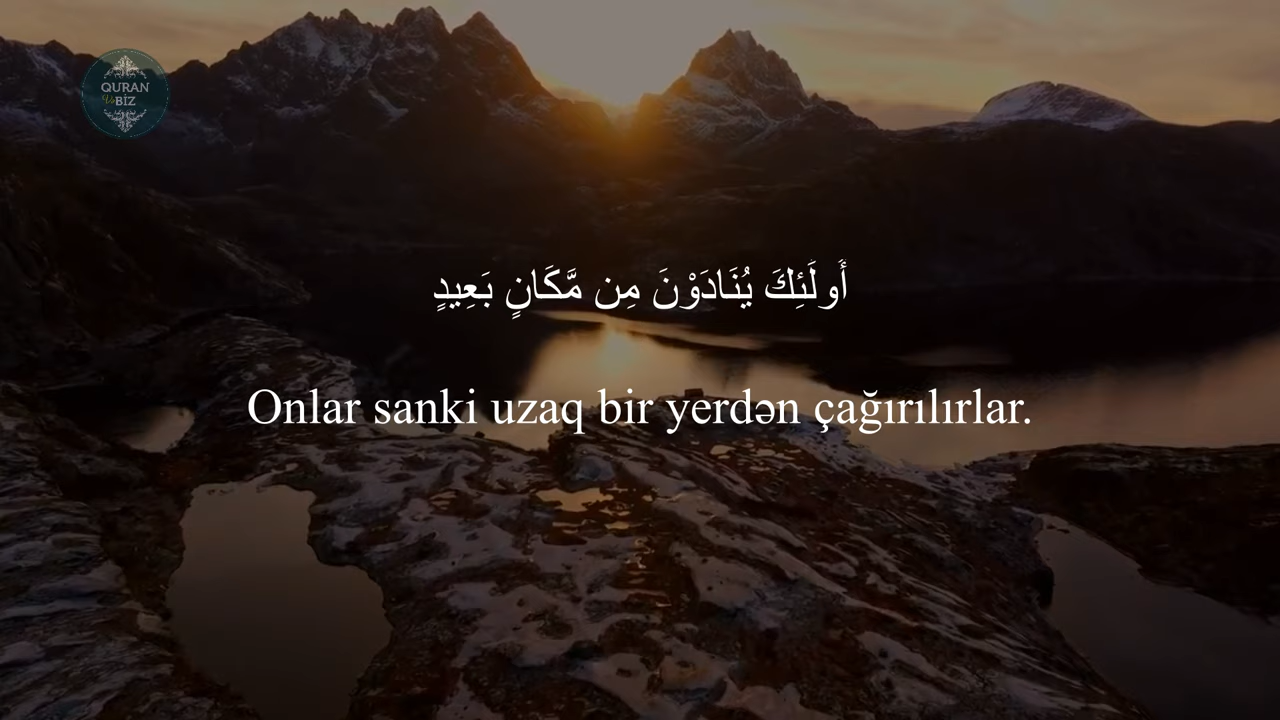 QURAN
Və BİZ
أَولَئِكَ يُنَادَوْنَ مِن مَّكَانٍ بَعِيدٍ
Onlar sanki uzaq bir yerdən çağırılırlar.